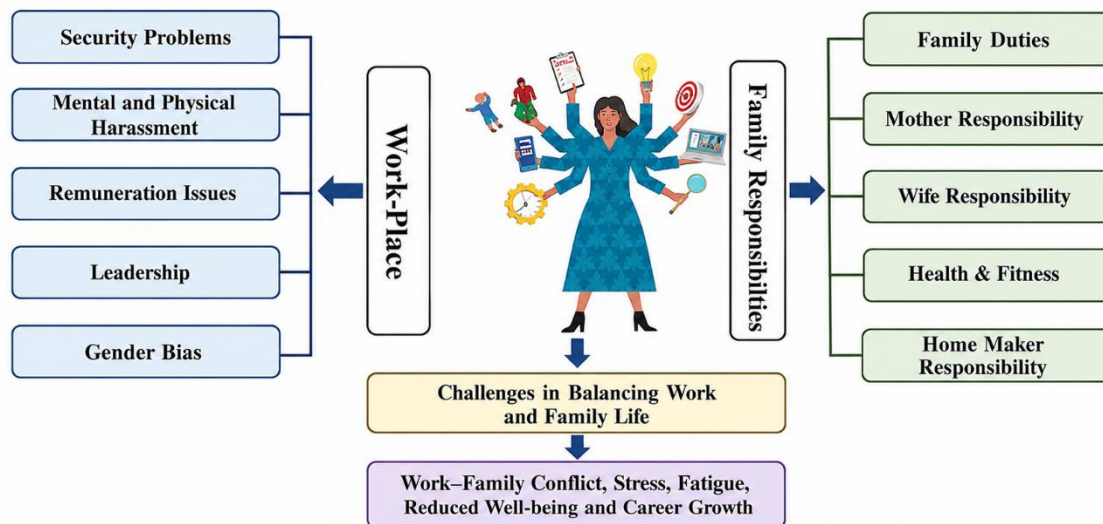 Security Problems
Mental and Physical
Harassment
Remuneration Issues
Leadership
Gender Bias
Work-Place
Family Responsibilties
Family Duties
Mother Responsibility
Wife Responsibility
Health & Fitness
Home Maker
Responsibility
Challenges in Balancing Work
and Family Life
Work–Family Conflict, Stress, Fatigue,
Reduced Well-being and Career Growth